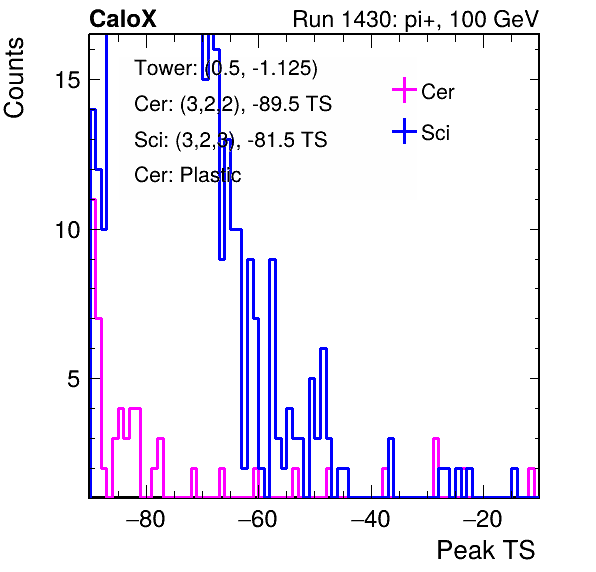 CaloX Run 1430: pi+, 100 GeV
Counts
Tower: (0.5, -1.125)
Cer: (3,2,2), -89.5 TS
Sci: (3,2,3), -81.5 TS
Cer: Plastic
Cer
Sci
15
10
5
−80 −60 −40 −20
Peak TS